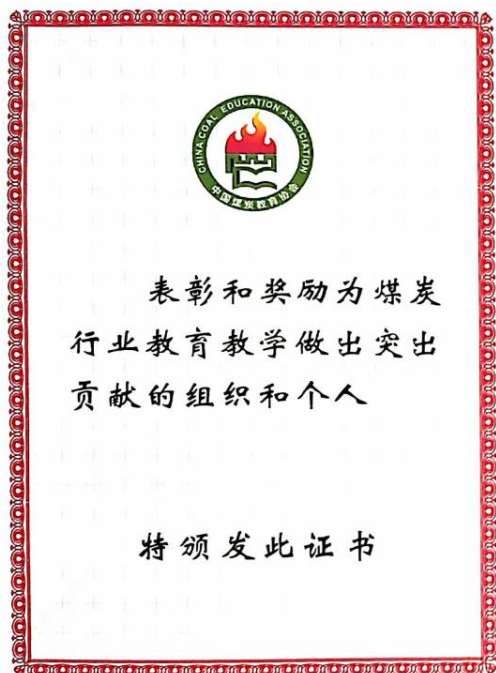 CHINA COAL EDUCATION ASSOCIATION
中国煤炭教育协会
表彰和奖励为煤炭
行业教育教学做出突出
贡献的组织和个人
特颁发此证书